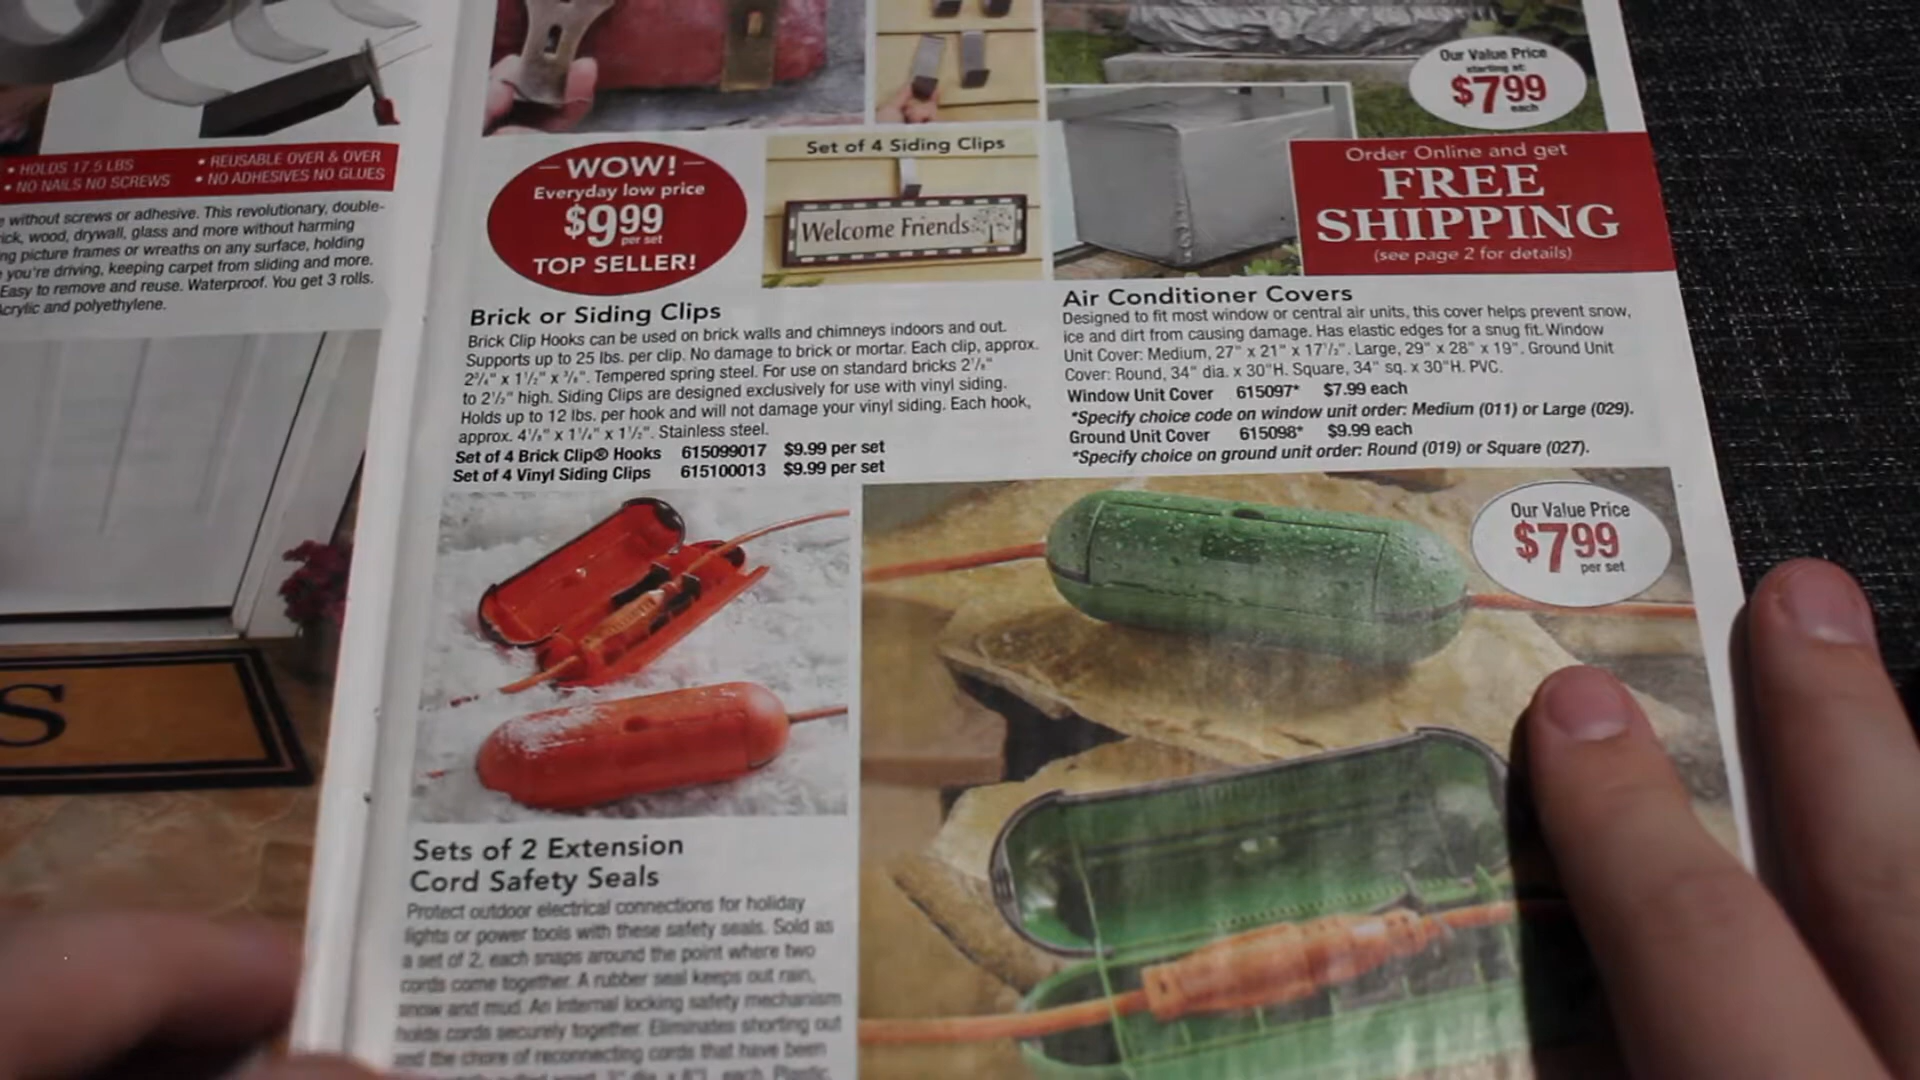 • HOLDS 17.5 LBS
• NO NAILS NO SCREWS
• REUSABLE OVER & OVER
• NO ADHESIVES NO GLUES
without screws or adhesive. This revolutionary, double-
ick, wood, drywall, glass and more without harming
ng picture frames or wreaths on any surface, holding
you're driving, keeping carpet from sliding and more.
Easy to remove and reuse. Waterproof. You get 3 rolls.
Acrylic and polyethylene.
S
WOW!
Everyday low price
$9.99
per set
TOP SELLER!
Set of 4 Siding Clips
Welcome Friends
Our Value Price
starting at:
$7.99
each
Order Online and get
FREE
SHIPPING
(see page 2 for details)
Brick or Siding Clips
Brick Clip Hooks can be used on brick walls and chimneys indoors and out.
Supports up to 25 lbs. per clip. No damage to brick or mortar. Each clip, approx.
Tempered spring steel. For use on standard bricks
to 2½" high. Siding Clips are designed exclusively for use with vinyl siding.
Holds up to 12 lbs. per hook and will not damage your vinyl siding. Each hook,
approx. Stainless steel.
Set of 4 Brick Clip® Hooks 615099017 $9.99 per set
Set of 4 Vinyl Siding Clips 615100013 $9.99 per set
Air Conditioner Covers
Designed to fit most window or central air units, this cover helps prevent snow,
ice and dirt from causing damage. Has elastic edges for a snug fit. Window
Unit Cover: Medium, 27" x 21" x 17½". Large, 29" x 28" x 19". Ground Unit
Cover: Round, 34" dia. x 30"H. Square, 34" sq. x 30"H. PVC.
Window Unit Cover 615097* $7.99 each
*Specify choice code on window unit order: Medium (011) or Large (029).
Ground Unit Cover 615098* $9.99 each
*Specify choice on ground unit order: Round (019) or Square (027).
Our Value Price
$7.99
per set
Sets of 2 Extension
Cord Safety Seals
Protect outdoor electrical connections for holiday
lights or power tools with these safety seals. Sold as
a set of 2, each snaps around the point where two
cords come together. A rubber seal keeps out rain,
snow and mud. An internal locking safety mechanism
holds cords securely together. Eliminates shorting out
and the chore of reconnecting cords that have been
each. Plastic.